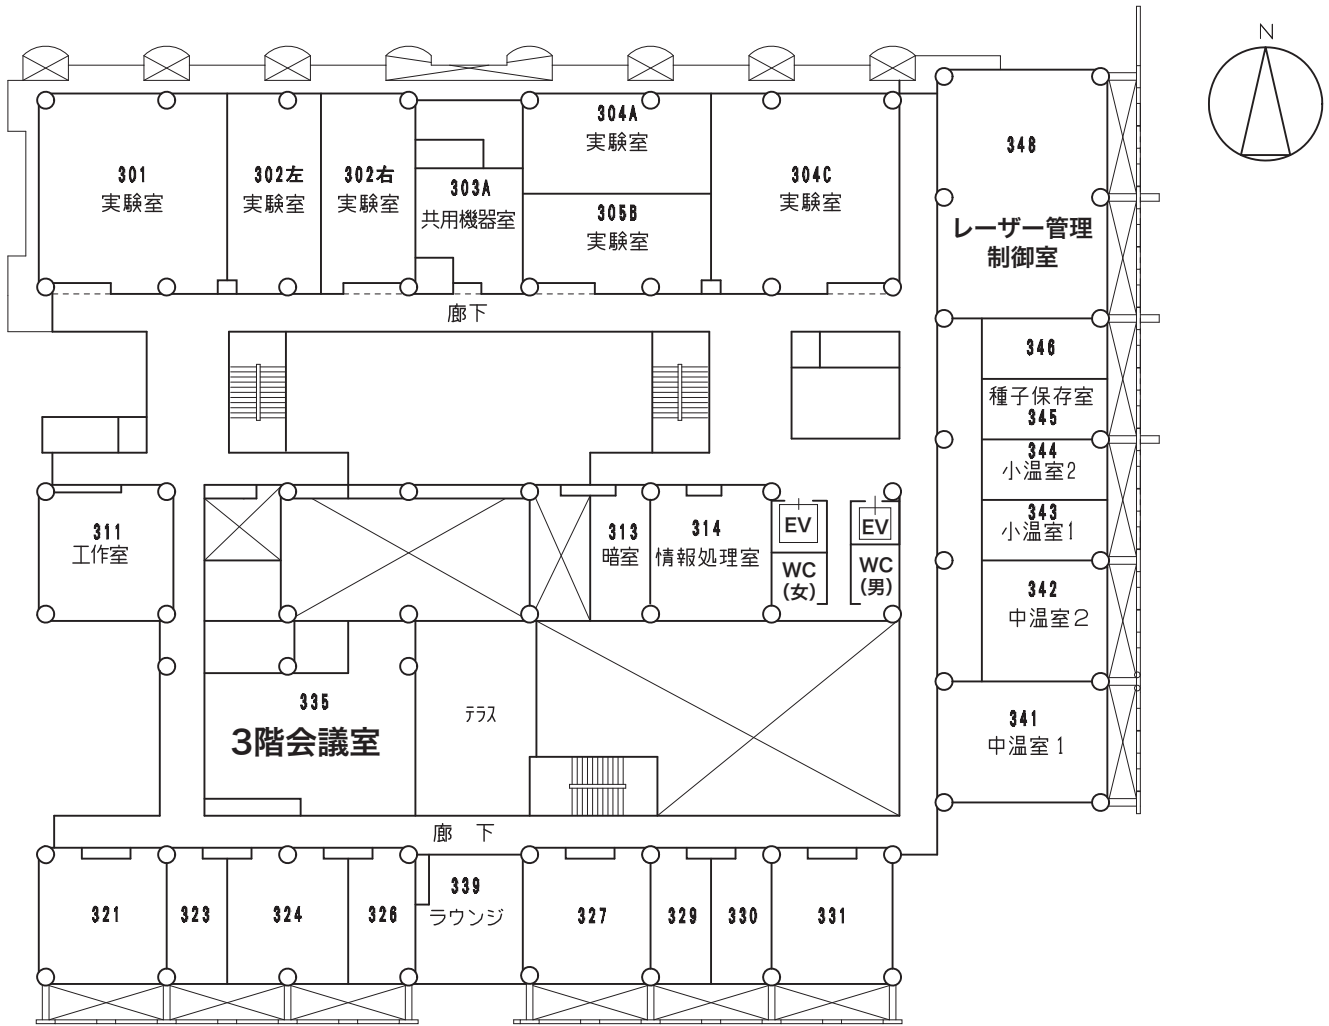 N
301
実験室
302左
実験室
302右
実験室
303A
共用機器室
304A
実験室
305B
実験室
304C
実験室
348
レーザー管理
制御室
廊下
346
種子保存室
345
344
小温室2
343
小温室1
342
中温室2
341
中温室1
311
工作室
313
暗室
314
情報処理室
EV
WC
(女)
EV
WC
(男)
335
3階会議室
テラス
廊 下
321
323
324
326
339
ラウンジ
327
329
330
331